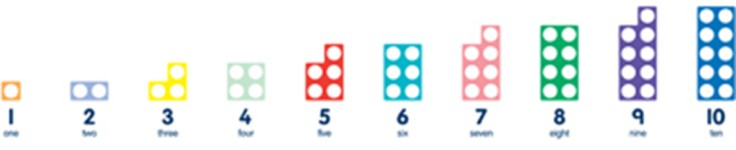 1 2 3 4 5 6 7 8 9 10
one two three four five six seven eight nine ten